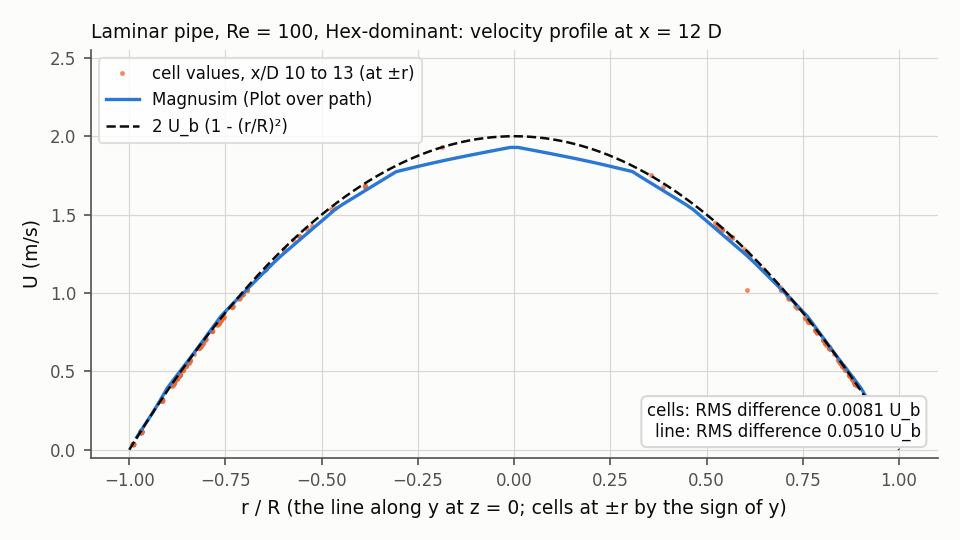 Laminar pipe, Re = 100, Hex-dominant: velocity profile at x = 12 D
cell values, x/D 10 to 13 (at ±r)
Magnusim (Plot over path)
2 U_b (1 - (r/R)²)
U (m/s)
2.5
2.0
1.5
1.0
0.5
0.0
cells: RMS difference 0.0081 U_b
line: RMS difference 0.0510 U_b
−1.00 −0.75 −0.50 −0.25 0.00 0.25 0.50 0.75 1.00
r / R (the line along y at z = 0; cells at ±r by the sign of y)